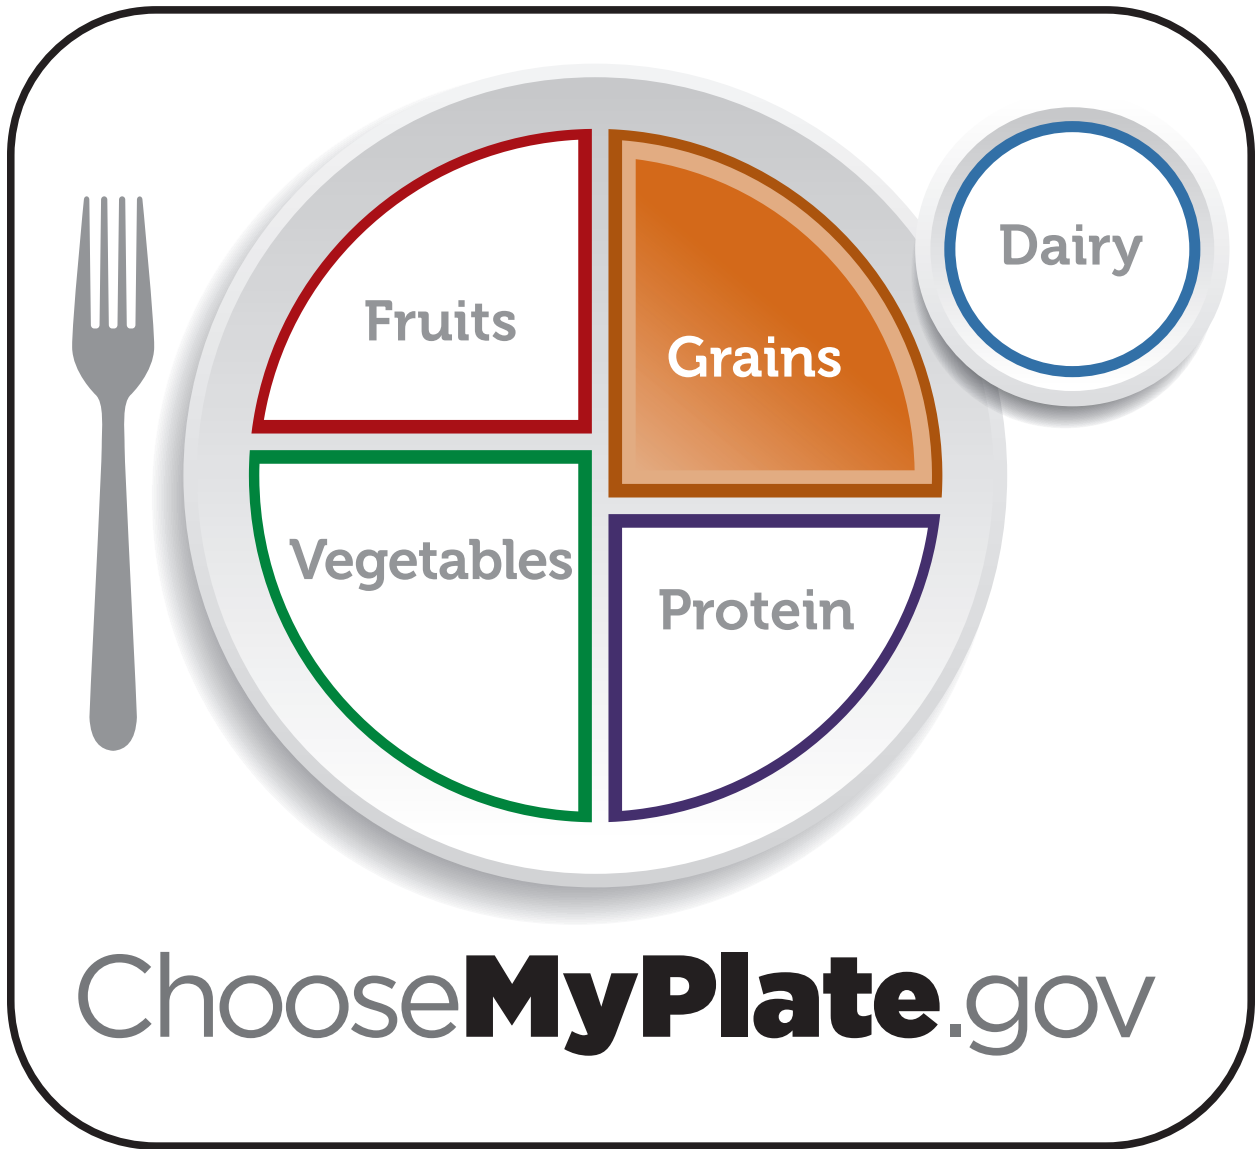 Fruits
Grains
Dairy
Vegetables
Protein
ChooseMyPlate.gov